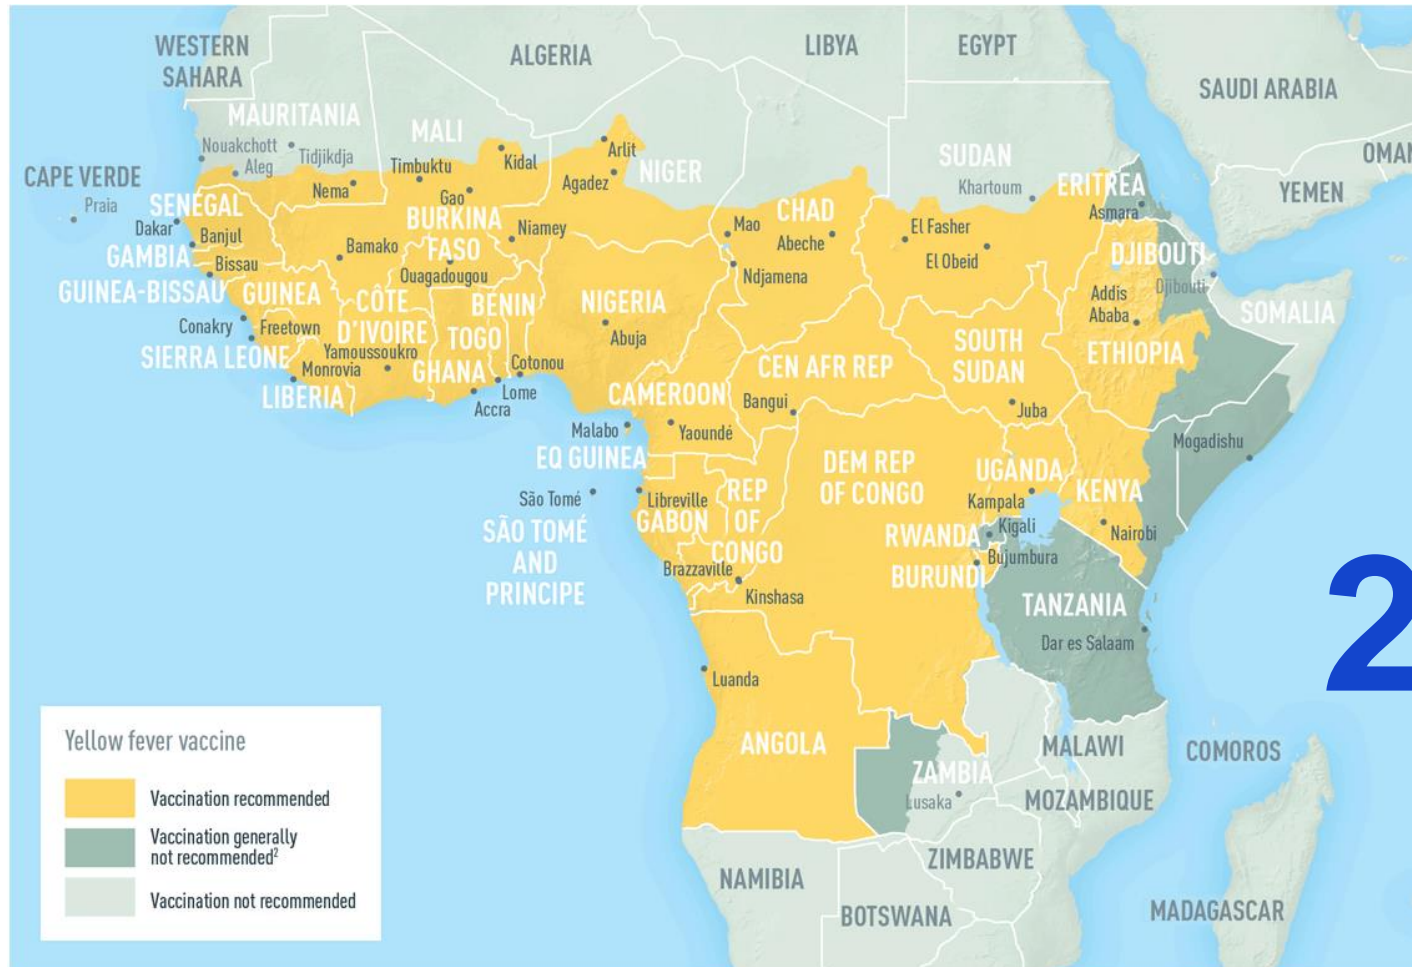 WESTERN
SAHARA
ALGERIA
LIBYA
EGYPT
SAUDI ARABIA
OMAN
YEMEN
MAURITANIA
Nouakchott
Aleg
Tidjikdja
Nema
MALI
Timbuktu
Kidal
Gao
Arlit
Agadez
NIGER
SUDAN
Khartoum
ERITREA
Asmara
CAPE VERDE
Praia
SENEGAL
Dakar
Banjul
GAMBIA
Bissau
GUINEA-BISSAU
GUINEA
Bamako
BURKINA
FASO
Ouagadougou
Niamey
CHAD
Mao
Abeche
Ndjamena
El Fasher
El Obeid
DJIBOUTI
Djibouti
Addis
Ababa
ETHIOPIA
SOMALIA
Conakry
Freetown
SIERRA LEONE
Monrovia
LIBERIA
CÔTE
D'IVOIRE
Yamoussoukro
GHANA
Accra
TOGO
Lome
BENIN
Cotonou
NIGERIA
Abuja
CAMEROON
Yaoundé
CEN AFR REP
Bangui
SOUTH
SUDAN
Juba
Mogadishu
Malabo
EQ GUINEA
São Tomé
SÃO TOMÉ
AND
PRINCIPE
Libreville
GABON
REP
OF
CONGO
Brazzaville
Kinshasa
DEM REP
OF CONGO
UGANDA
Kampala
KENYA
Nairobi
RWANDA
Kigali
Bujumbura
BURUNDI
TANZANIA
Dar es Salaam
2
Luanda
ANGOLA
ZAMBIA
Lusaka
MALAWI
COMOROS
MOZAMBIQUE
ZIMBABWE
NAMIBIA
BOTSWANA
MADAGASCAR
Yellow fever vaccine
Vaccination recommended
Vaccination generally
not recommended²
Vaccination not recommended